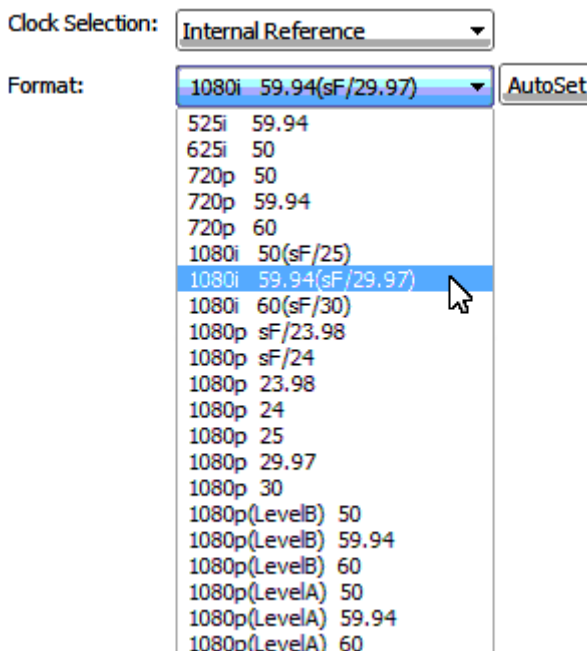 Clock Selection: Internal Reference
Format: 1080i 59.94(sF/29.97) AutoSet
525i 59.94
625i 50
720p 50
720p 59.94
720p 60
1080i 50(sF/25)
1080i 59.94(sF/29.97)
1080i 60(sF/30)
1080p sF/23.98
1080p sF/24
1080p 23.98
1080p 24
1080p 25
1080p 29.97
1080p 30
1080p(LevelB) 50
1080p(LevelB) 59.94
1080p(LevelB) 60
1080p(LevelA) 50
1080p(LevelA) 59.94
1080p(LevelA) 60